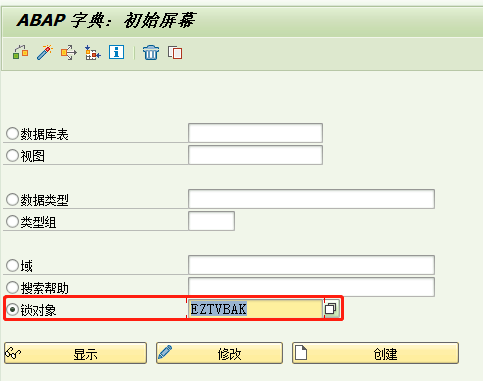 ABAP 字典：初始屏幕
数据库表
视图
数据类型
类型组
域
搜索帮助
锁对象 EZTVBAK
显示 修改 创建